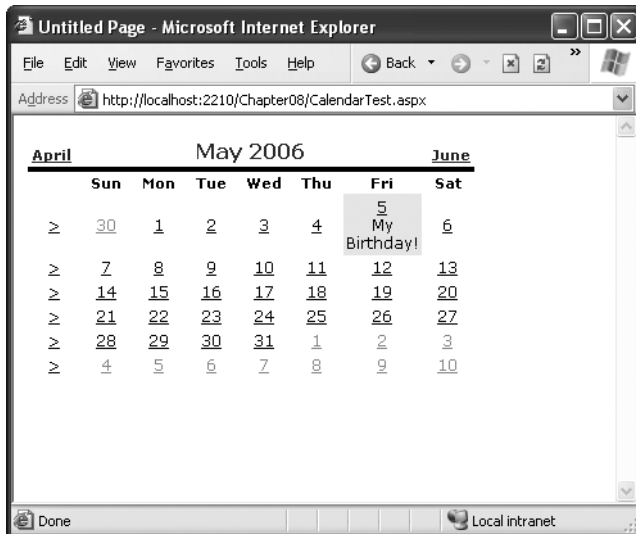 Untitled Page - Microsoft Internet Explorer
File Edit View Favorites Tools Help Back »
Address http://localhost:2210/Chapter08/CalendarTest.aspx
April May 2006 June
Sun Mon Tue Wed Thu Fri Sat
> 30 1 2 3 4 5 My Birthday! 6
> 7 8 9 10 11 12 13
> 14 15 16 17 18 19 20
> 21 22 23 24 25 26 27
> 28 29 30 31 1 2 3
> 4 5 6 7 8 9 10
Done Local intranet